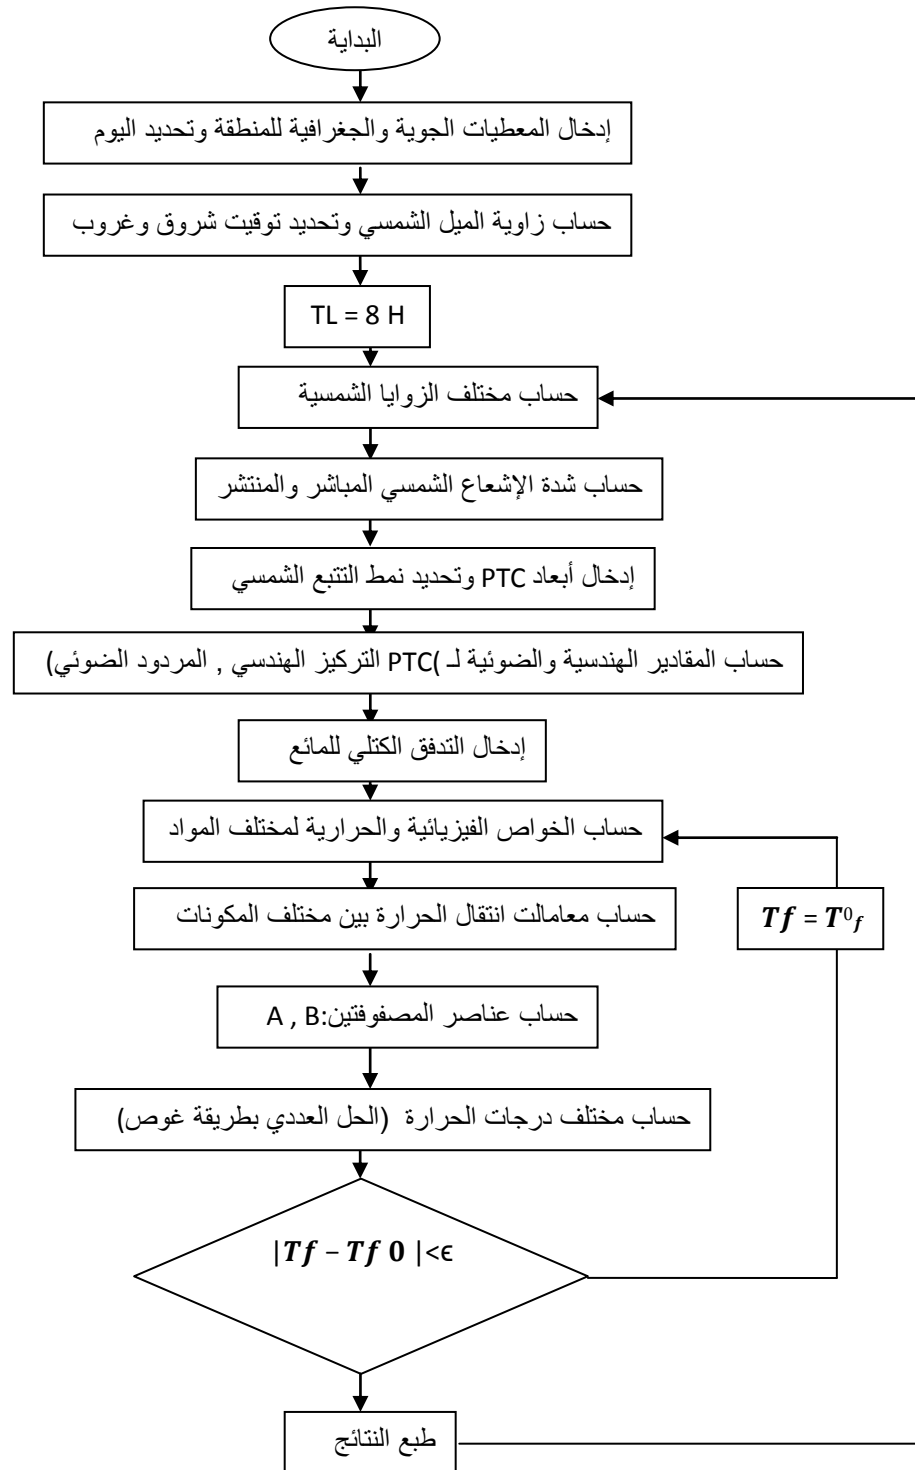 البداية
إدخال المعطيات الجوية والجغرافية للمنطقة وتحديد اليوم
حساب زاوية الميل الشمسي وتحديد توقيت شروق وغروب
TL = 8 H
حساب مختلف الزوايا الشمسية
حساب شدة الإشعاع الشمسي المباشر والمنتشر
إدخال أبعاد PTC وتحديد نمط التتبع الشمسي
حساب المقادير الهندسية والضوئية لـ PTC( التركيز الهندسي , المردود الضوئي)
إدخال التدفق الكتلي للمائع
حساب الخواص الفيزيائية والحرارية لمختلف المواد
حساب معامالت انتقال الحرارة بين مختلف المكونات
Tf = T⁰f
حساب عناصر المصفوفتين:A , B
حساب مختلف درجات الحرارة (الحل العددي بطريقة غوص)
|Tf – Tf 0 |<ϵ
طبع النتائج